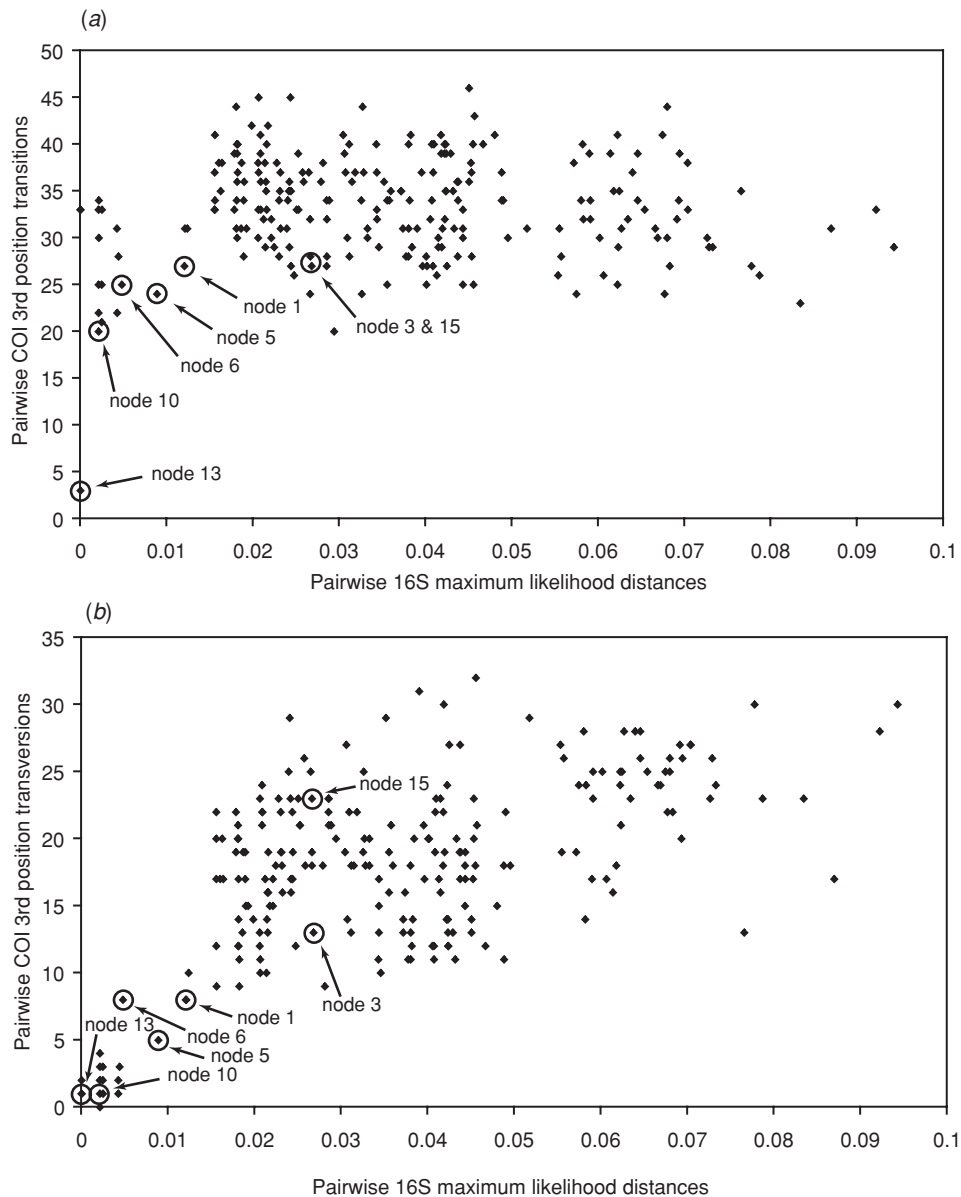 (a)
50
45
40
35
30
25
20
15
10
5
0
Pairwise COI 3rd position transitions
node 1
node 3 & 15
node 5
node 6
node 10
node 13
0 0.01 0.02 0.03 0.04 0.05 0.06 0.07 0.08 0.09 0.1
Pairwise 16S maximum likelihood distances
(b)
35
30
25
20
15
10
5
0
Pairwise COI 3rd position transversions
node 15
node 3
node 13
node 1
node 6
node 5
node 10
0 0.01 0.02 0.03 0.04 0.05 0.06 0.07 0.08 0.09 0.1
Pairwise 16S maximum likelihood distances